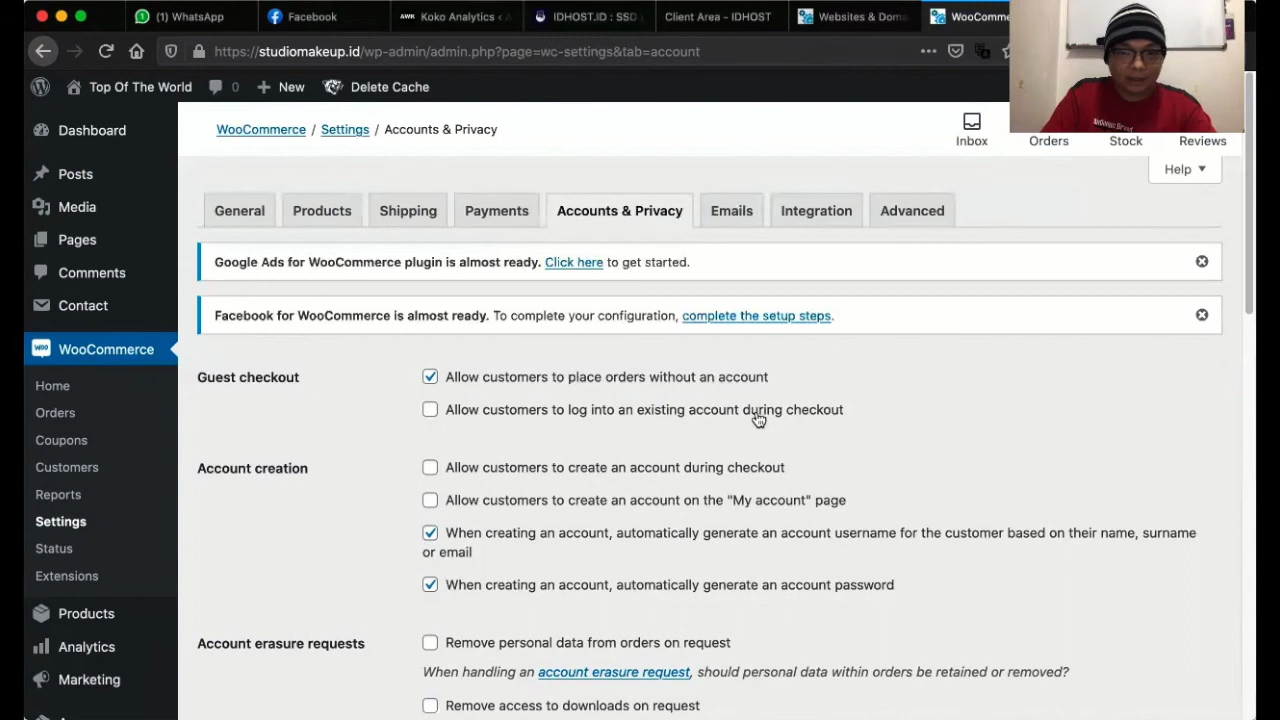 (1) WhatsApp
Facebook
AWK Koko Analytics ‹
IDHOST.ID : SSD
Client Area - IDHOST
Websites & Doma
WooComme
https://studiomakeup.id/wp-admin/admin.php?page=wc-settings&tab=account
Top Of The World
0
New
Delete Cache
Dashboard
Posts
Media
Pages
Comments
Contact
WooCommerce
Home
Orders
Coupons
Customers
Reports
Settings
Status
Extensions
Products
Analytics
Marketing
WooCommerce / Settings / Accounts & Privacy
Inbox
Orders
Stock
Reviews
Help
General
Products
Shipping
Payments
Accounts & Privacy
Emails
Integration
Advanced
Google Ads for WooCommerce plugin is almost ready. Click here to get started.
Facebook for WooCommerce is almost ready. To complete your configuration, complete the setup steps.
Guest checkout
Allow customers to place orders without an account
Allow customers to log into an existing account during checkout
Account creation
Allow customers to create an account during checkout
Allow customers to create an account on the "My account" page
When creating an account, automatically generate an account username for the customer based on their name, surname
or email
When creating an account, automatically generate an account password
Account erasure requests
Remove personal data from orders on request
When handling an account erasure request, should personal data within orders be retained or removed?
Remove access to downloads on request